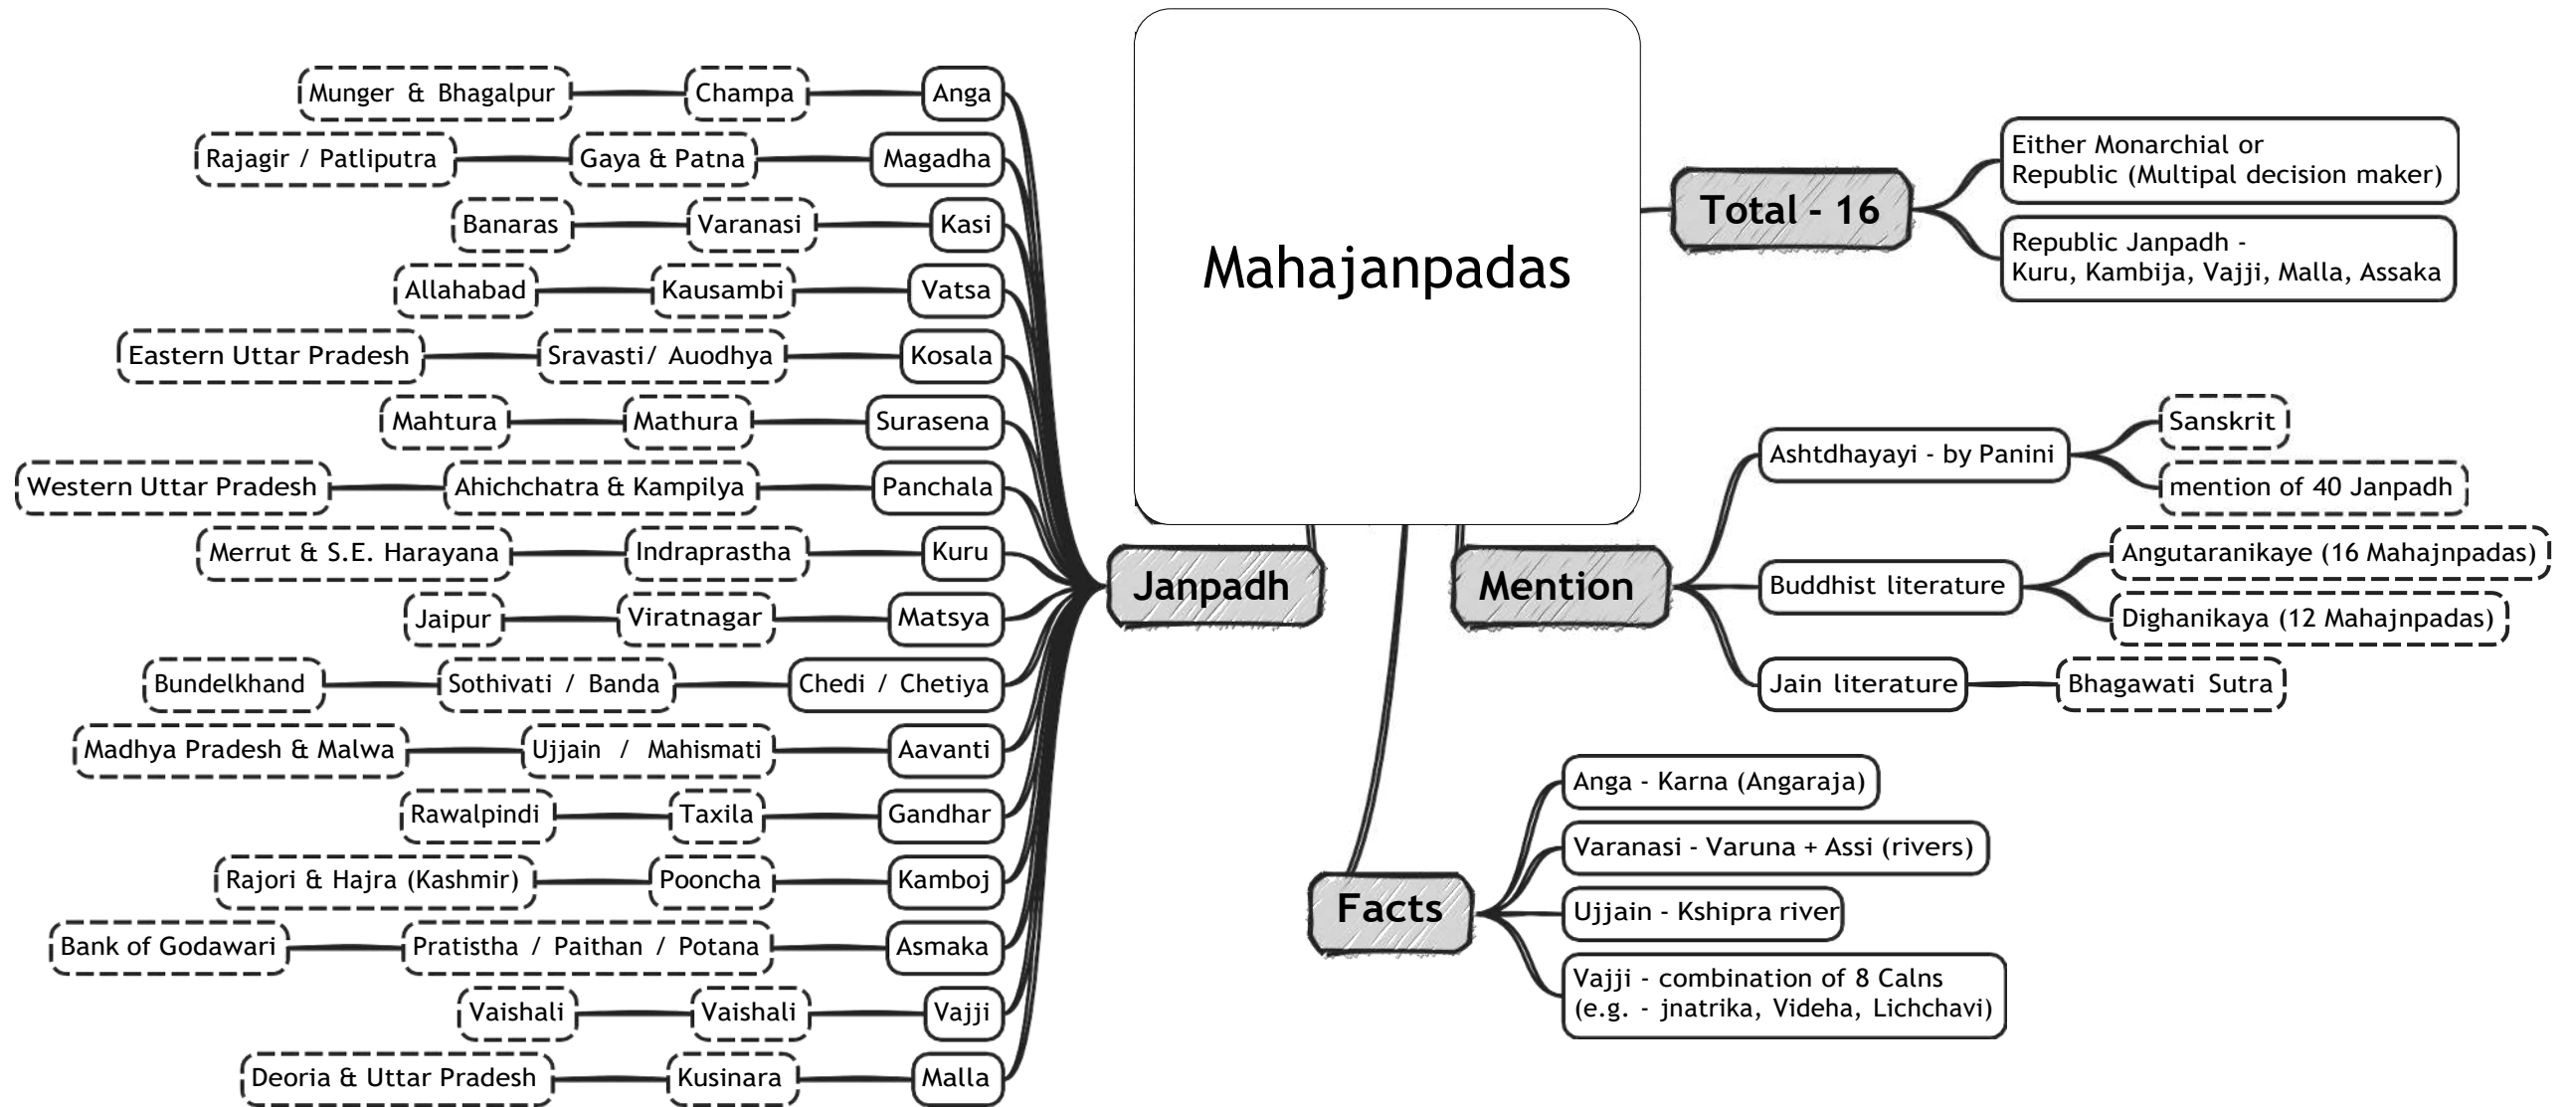 Mahajanpadas
Total - 16
Either Monarchial or
Republic (Multipal decision maker)
Republic Janpadh -
Kuru, Kambija, Vajji, Malla, Assaka
Mention
Ashtdhayayi - by Panini
Sanskrit
mention of 40 Janpadh
Buddhist literature
Angutaranikaye (16 Mahajnpadas)
Dighanikaya (12 Mahajnpadas)
Jain literature
Bhagawati Sutra
Facts
Anga - Karna (Angaraja)
Varanasi - Varuna + Assi (rivers)
Ujjain - Kshipra river
Vajji - combination of 8 Calns
(e.g. - jnatrika, Videha, Lichchavi)
Janpadh
Munger & Bhagalpur Champa Anga
Rajagir / Patliputra Gaya & Patna Magadha
Banaras Varanasi Kasi
Allahabad Kausambi Vatsa
Eastern Uttar Pradesh Sravasti/ Auodhya Kosala
Mahtura Mathura Surasena
Western Uttar Pradesh Ahichchatra & Kampilya Panchala
Merrut & S.E. Harayana Indraprastha Kuru
Jaipur Viratnagar Matsya
Bundelkhand Sothivati / Banda Chedi / Chetiya
Madhya Pradesh & Malwa Ujjain / Mahismati Aavanti
Rawalpindi Taxila Gandhar
Rajori & Hajra (Kashmir) Pooncha Kamboj
Bank of Godawari Pratistha / Paithan / Potana Asmaka
Vaishali Vaishali Vajji
Deoria & Uttar Pradesh Kusinara Malla